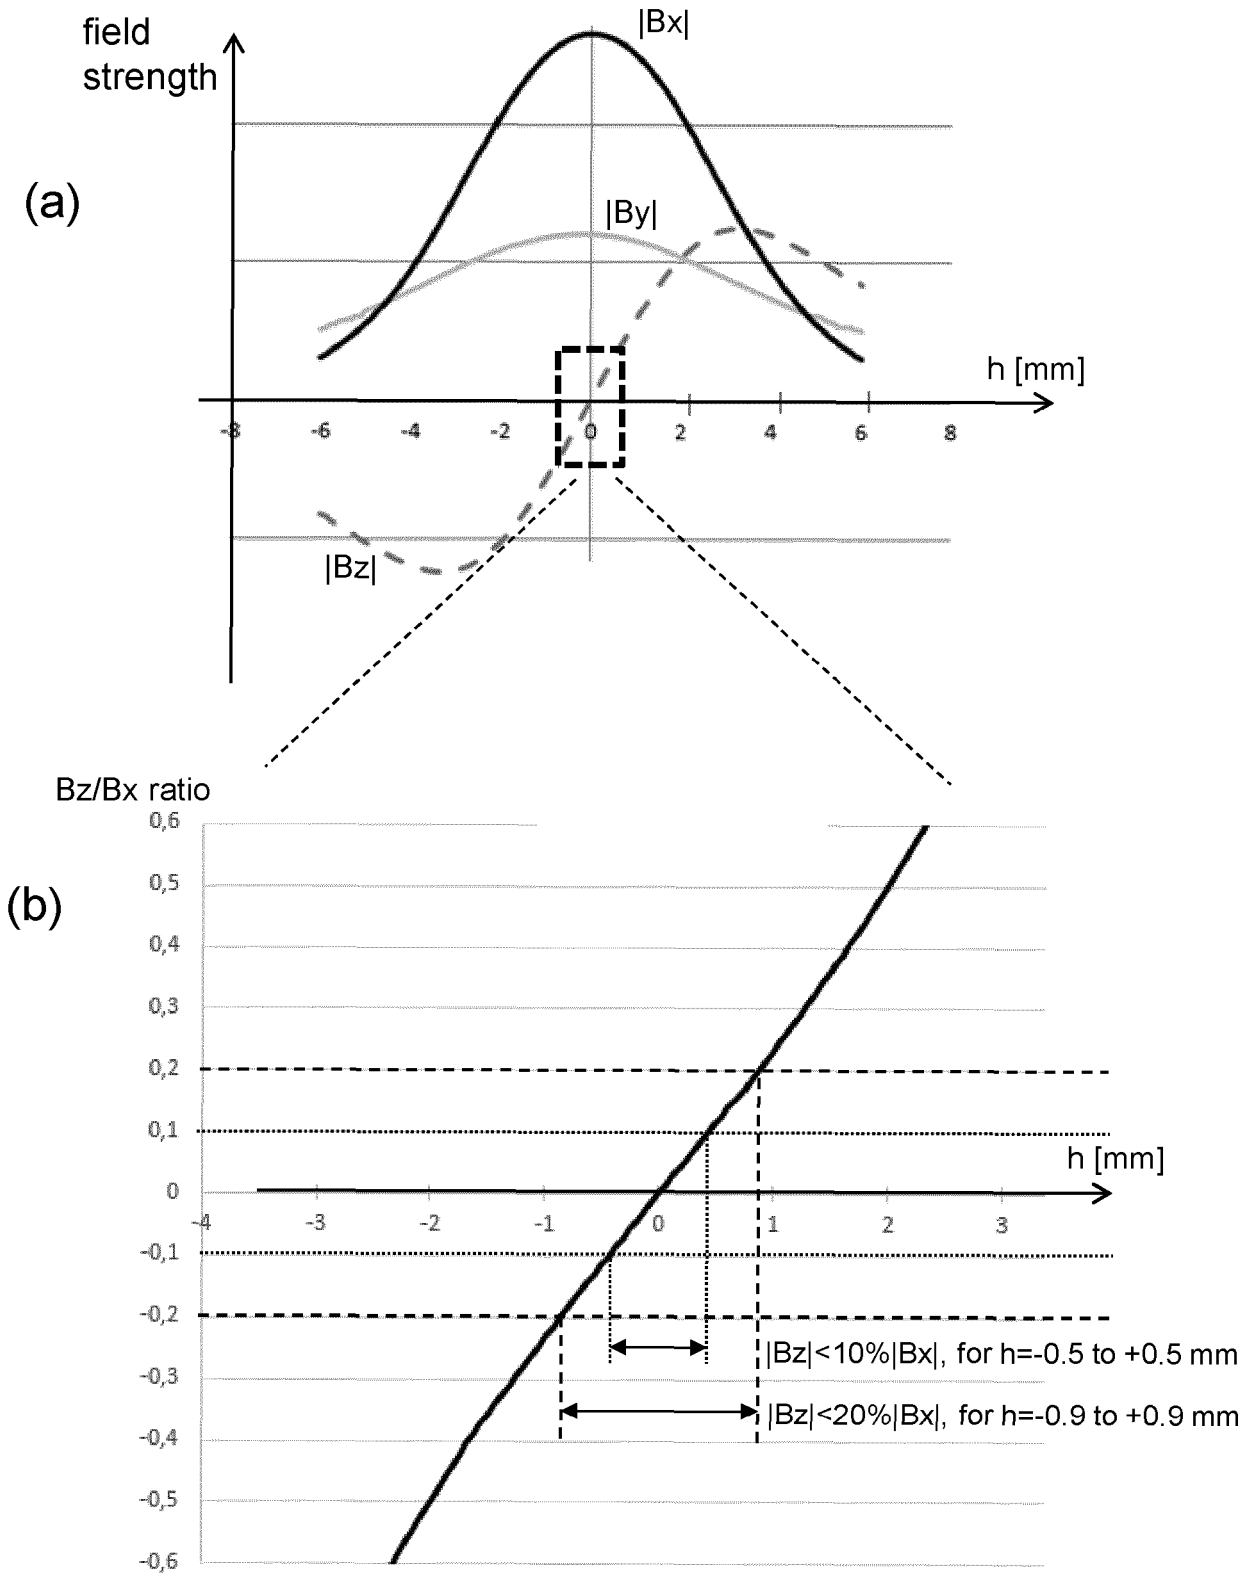 field
strength
|Bx|
(a)
|By|
h [mm]
-8 -6 -4 -2 0 2 4 6 8
|Bz|
Bz/Bx ratio
0,6
(b)
0,5
0,4
0,3
0,2
0,1
h [mm]
0
-4 -3 -2 -1 0 1 2 3
-0,1
-0,2
|Bz|<10%|Bx|, for h=-0.5 to +0.5 mm
-0,3
|Bz|<20%|Bx|, for h=-0.9 to +0.9 mm
-0,4
-0,5
-0,6